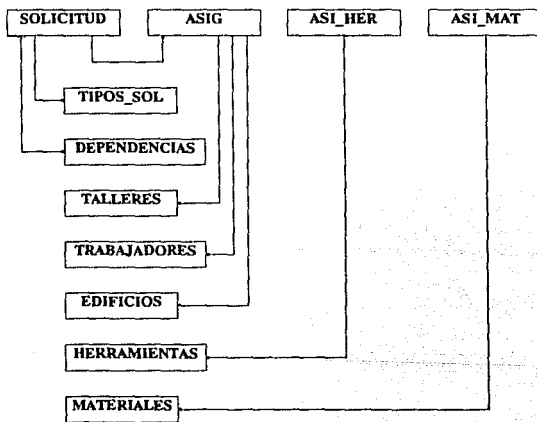 SOLICITUD ASIG ASI_HER ASI_MAT
TIPOS_SOL
DEPENDENCIAS
TALLERES
TRABAJADORES
EDIFICIOS
HERRAMIENTAS
MATERIALES